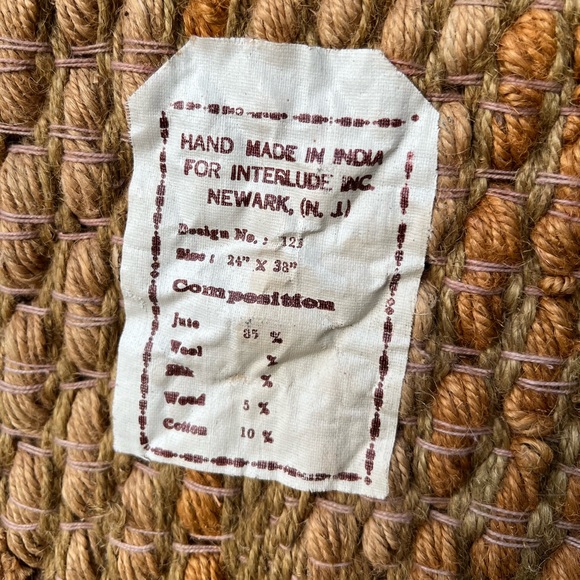 HAND MADE IN INDIA
FOR INTERLUDE, INC.
NEWARK, (N. J.)
Design No. : 123
Size : 24" X 38"
Composition
Jute 85 %
Wool %
Silk %
Wood 5 %
Cotton 10 %